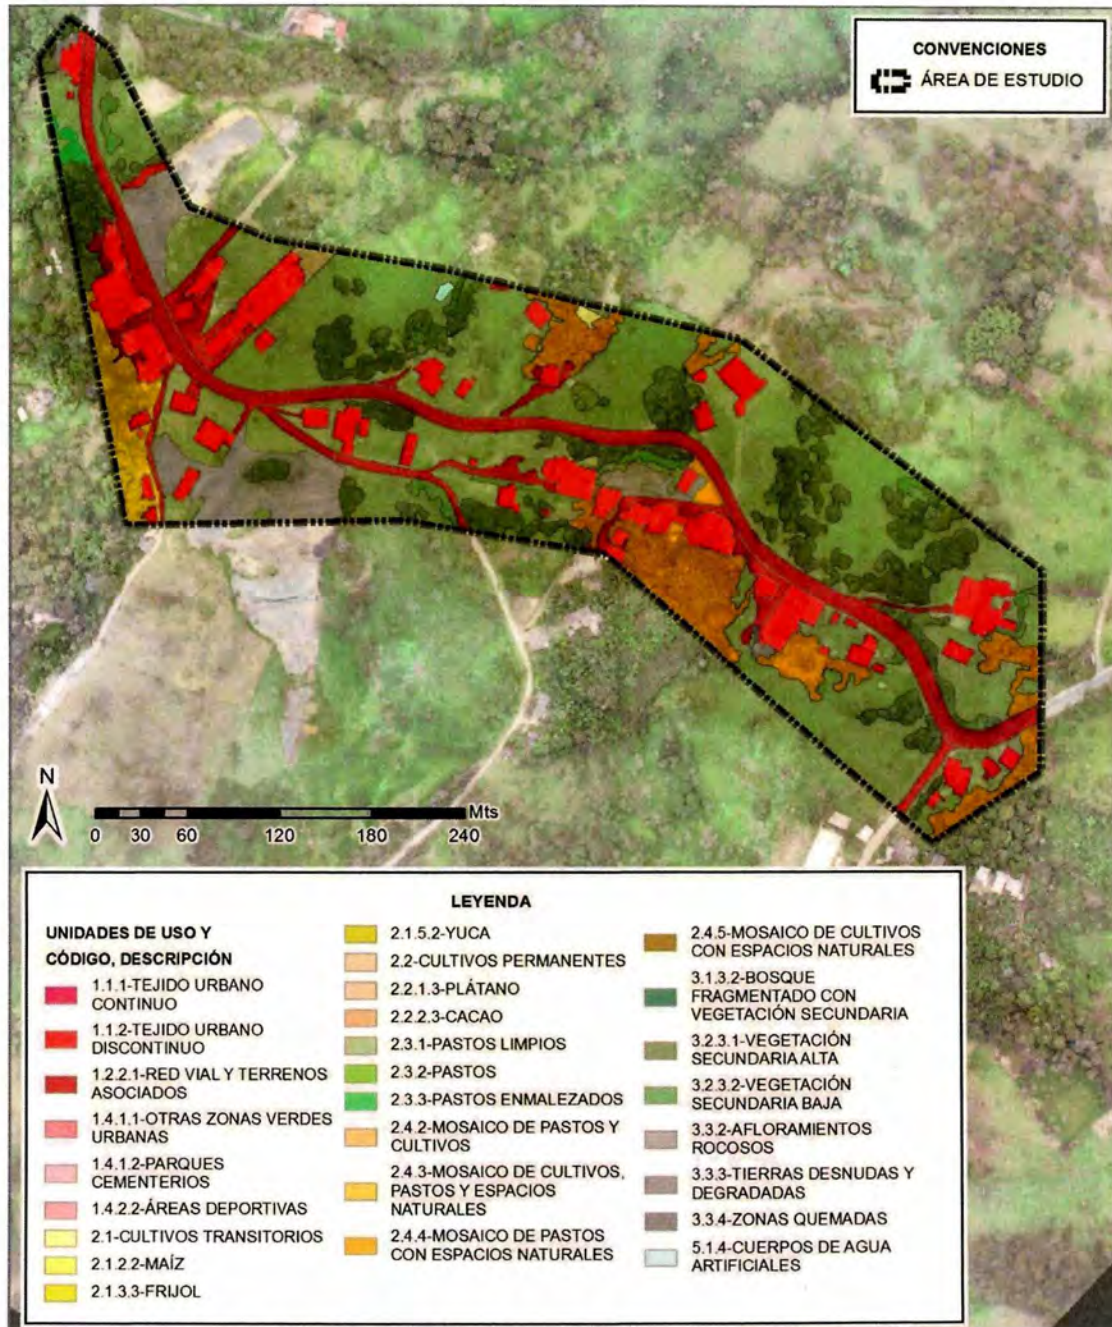 CONVENCIONES
ÁREA DE ESTUDIO
N
Mts
0 30 60 120 180 240
LEYENDA
UNIDADES DE USO Y
CÓDIGO, DESCRIPCIÓN
1.1.1-TEJIDO URBANO
CONTINUO
1.1.2-TEJIDO URBANO
DISCONTINUO
1.2.2.1-RED VIAL Y TERRENOS
ASOCIADOS
1.4.1.1-OTRAS ZONAS VERDES
URBANAS
1.4.1.2-PARQUES
CEMENTERIOS
1.4.2.2-ÁREAS DEPORTIVAS
2.1-CULTIVOS TRANSITORIOS
2.1.2.2-MAÍZ
2.1.3.3-FRIJOL
2.1.5.2-YUCA
2.2-CULTIVOS PERMANENTES
2.2.1.3-PLÁTANO
2.2.2.3-CACAO
2.3.1-PASTOS LIMPIOS
2.3.2-PASTOS
2.3.3-PASTOS ENMALEZADOS
2.4.2-MOSAICO DE PASTOS Y
CULTIVOS
2.4.3-MOSAICO DE CULTIVOS,
PASTOS Y ESPACIOS
NATURALES
2.4.4-MOSAICO DE PASTOS
CON ESPACIOS NATURALES
2.4.5-MOSAICO DE CULTIVOS
CON ESPACIOS NATURALES
3.1.3.2-BOSQUE
FRAGMENTADO CON
VEGETACIÓN SECUNDARIA
3.2.3.1-VEGETACIÓN
SECUNDARIA ALTA
3.2.3.2-VEGETACIÓN
SECUNDARIA BAJA
3.3.2-AFLORAMIENTOS
ROCOSOS
3.3.3-TIERRAS DESNUDAS Y
DEGRADADAS
3.3.4-ZONAS QUEMADAS
5.1.4-CUERPOS DE AGUA
ARTIFICIALES